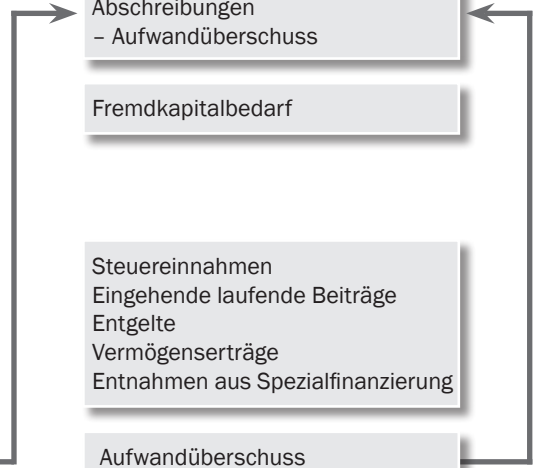 Abschreibungen
– Aufwandüberschuss
Fremdkapitalbedarf
Steuereinnahmen
Eingehende laufende Beiträge
Entgelte
Vermögenserträge
Entnahmen aus Spezialfinanzierung
Aufwandüberschuss